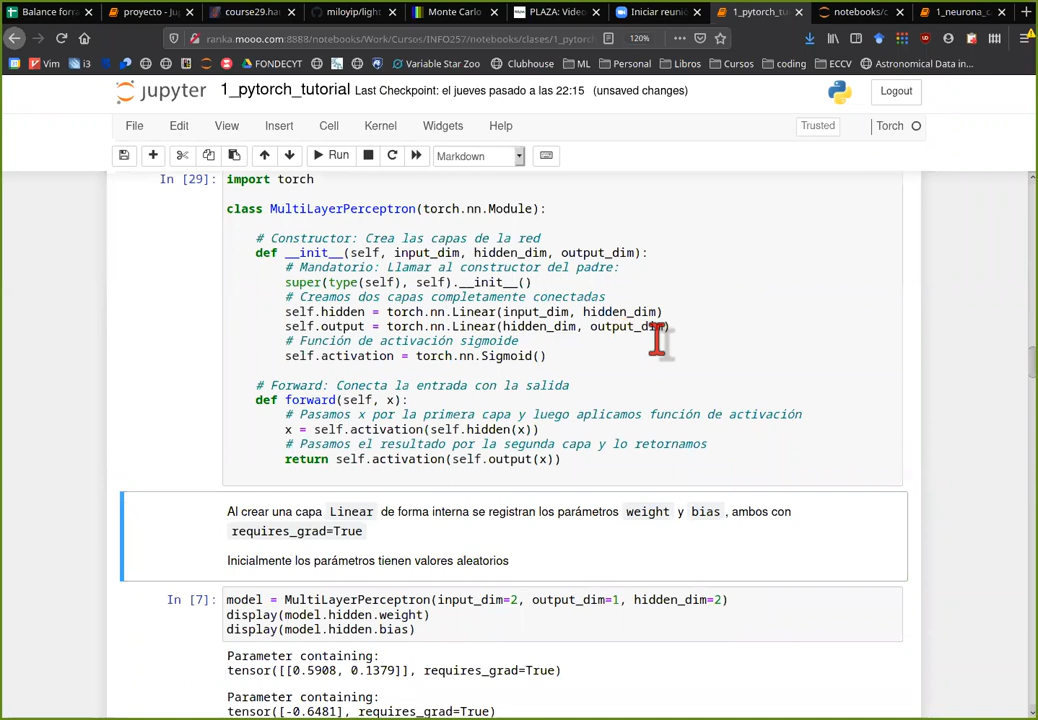 Balance forra
proyecto - Jup
course29.ha
miloyip/light
Monte Carlo
PLAZA: Video
Iniciar reunió
1_pytorch_tut
notebooks/c
1_neurona_c
ranka.mooo.com:8888/notebooks/Work/Cursos/INFO257/notebooks/clases/1_pytorc
120%
Vim
i3
FONDECYT
Variable Star Zoo
Clubhouse
ML
Personal
Libros
Cursos
coding
ECCV
Astronomical Data in...
jupyter
1_pytorch_tutorial Last Checkpoint: el jueves pasado a las 22:15 (unsaved changes)
Logout
File Edit View Insert Cell Kernel Widgets Help
Trusted
Torch
Run
Markdown
In [29]:
import torch
class MultiLayerPerceptron(torch.nn.Module):
# Constructor: Crea las capas de la red
def __init__(self, input_dim, hidden_dim, output_dim):
# Mandatorio: Llamar al constructor del padre:
super(type(self), self).__init__()
# Creamos dos capas completamente conectadas
self.hidden = torch.nn.Linear(input_dim, hidden_dim)
self.output = torch.nn.Linear(hidden_dim, output_dim)
# Función de activación sigmoide
self.activation = torch.nn.Sigmoid()
# Forward: Conecta la entrada con la salida
def forward(self, x):
# Pasamos x por la primera capa y luego aplicamos función de activación
x = self.activation(self.hidden(x))
# Pasamos el resultado por la segunda capa y lo retornamos
return self.activation(self.output(x))
Al crear una capa Linear de forma interna se registran los parámetros weight y bias, ambos con
requires_grad=True
Inicialmente los parámetros tienen valores aleatorios
In [7]:
model = MultiLayerPerceptron(input_dim=2, output_dim=1, hidden_dim=2)
display(model.hidden.weight)
display(model.hidden.bias)
Parameter containing:
tensor([[0.5908, 0.1379]], requires_grad=True)
Parameter containing:
tensor([-0.6481], requires_grad=True)